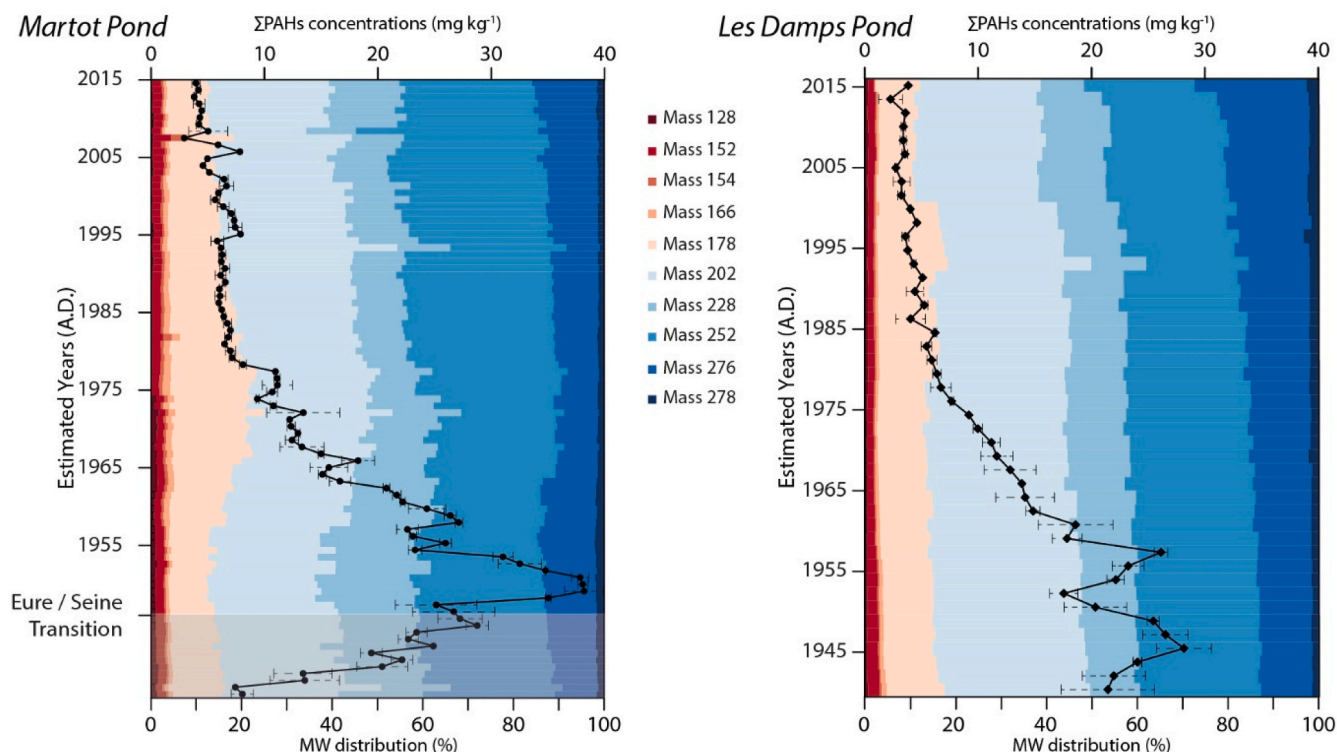 Martot Pond
ΣPAHs concentrations (mg kg⁻¹)
0 10 20 30 40
2015
2005
1995
1985
1975
1965
1955
Estimated Years (A.D.)
Eure / Seine
Transition
0 20 40 60 80 100
MW distribution (%)
Mass 128
Mass 152
Mass 154
Mass 166
Mass 178
Mass 202
Mass 228
Mass 252
Mass 276
Mass 278
Les Damps Pond
ΣPAHs concentrations (mg kg⁻¹)
0 10 20 30 40
2015
2005
1995
1985
1975
1965
1955
1945
Estimated Years (A.D.)
0 20 40 60 80 100
MW distribution (%)